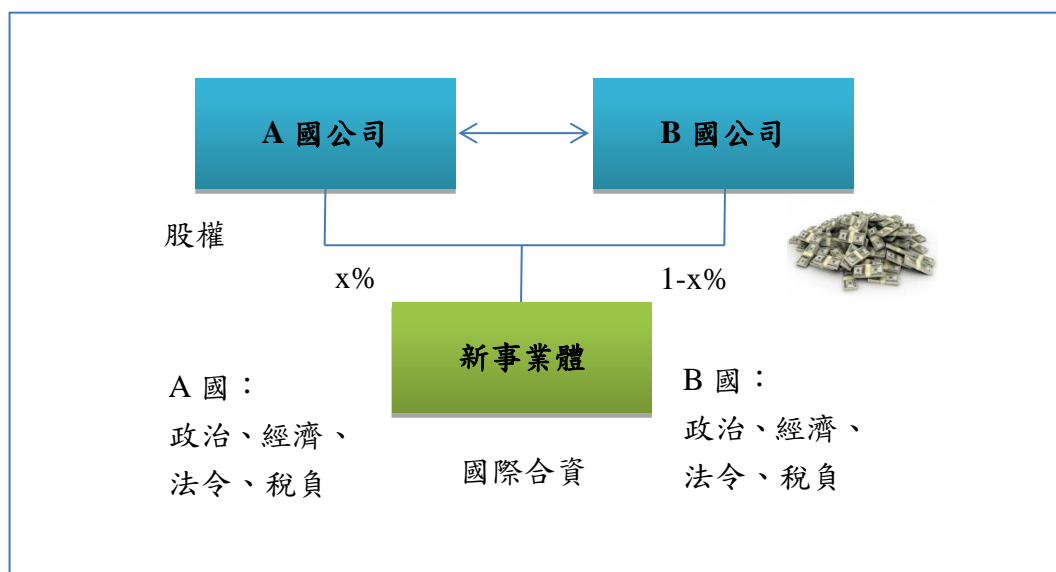 A 國公司
B 國公司
股權
x%
1-x%
新事業體
A 國：
政治、經濟、
法令、稅負
國際合資
B 國：
政治、經濟、
法令、稅負